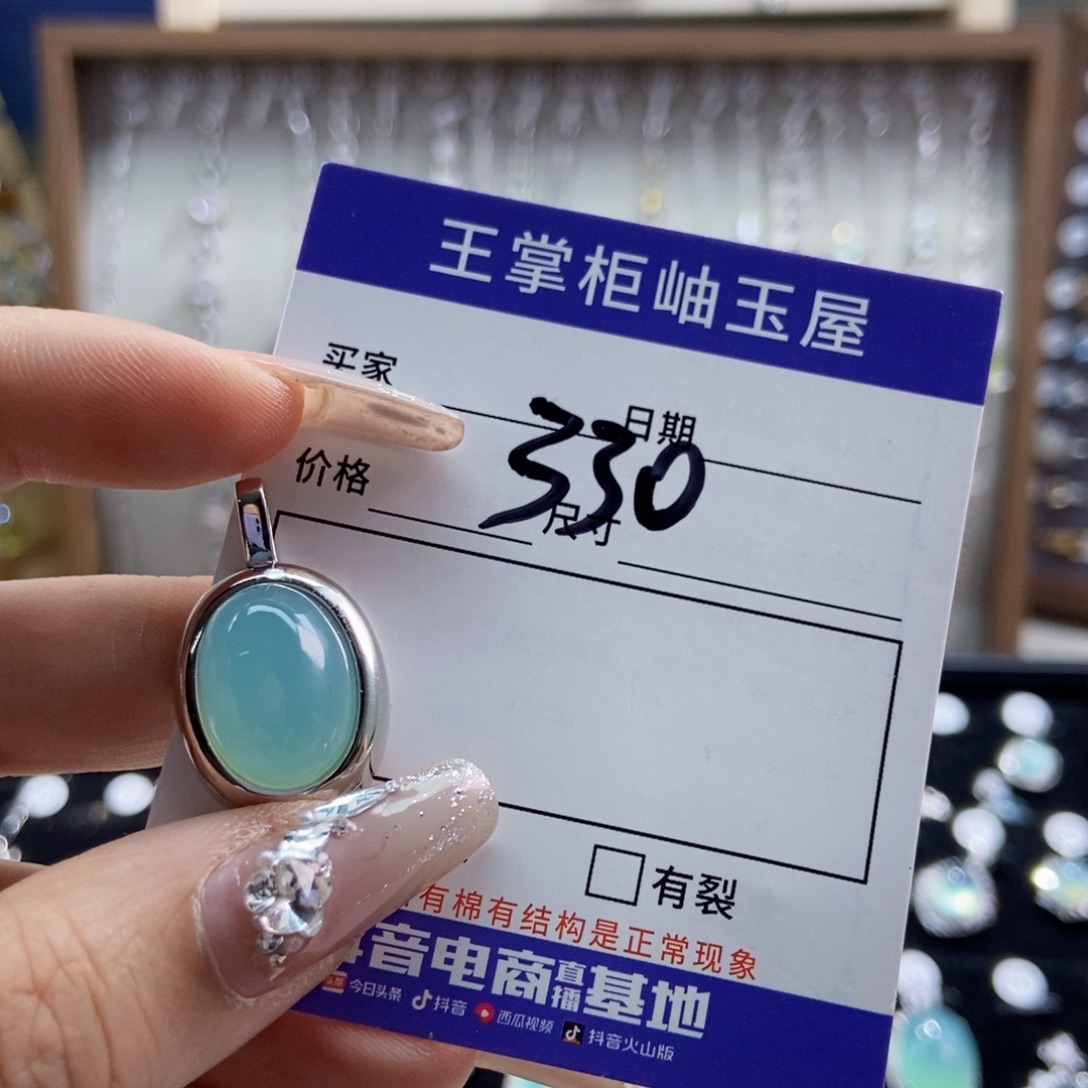 王掌柜岫玉屋
买家 日期
330
价格 尺寸
有裂
有棉有结构是正常现象
抖音电商直播基地
头条 今日头条 抖音 西瓜视频 抖音火山版